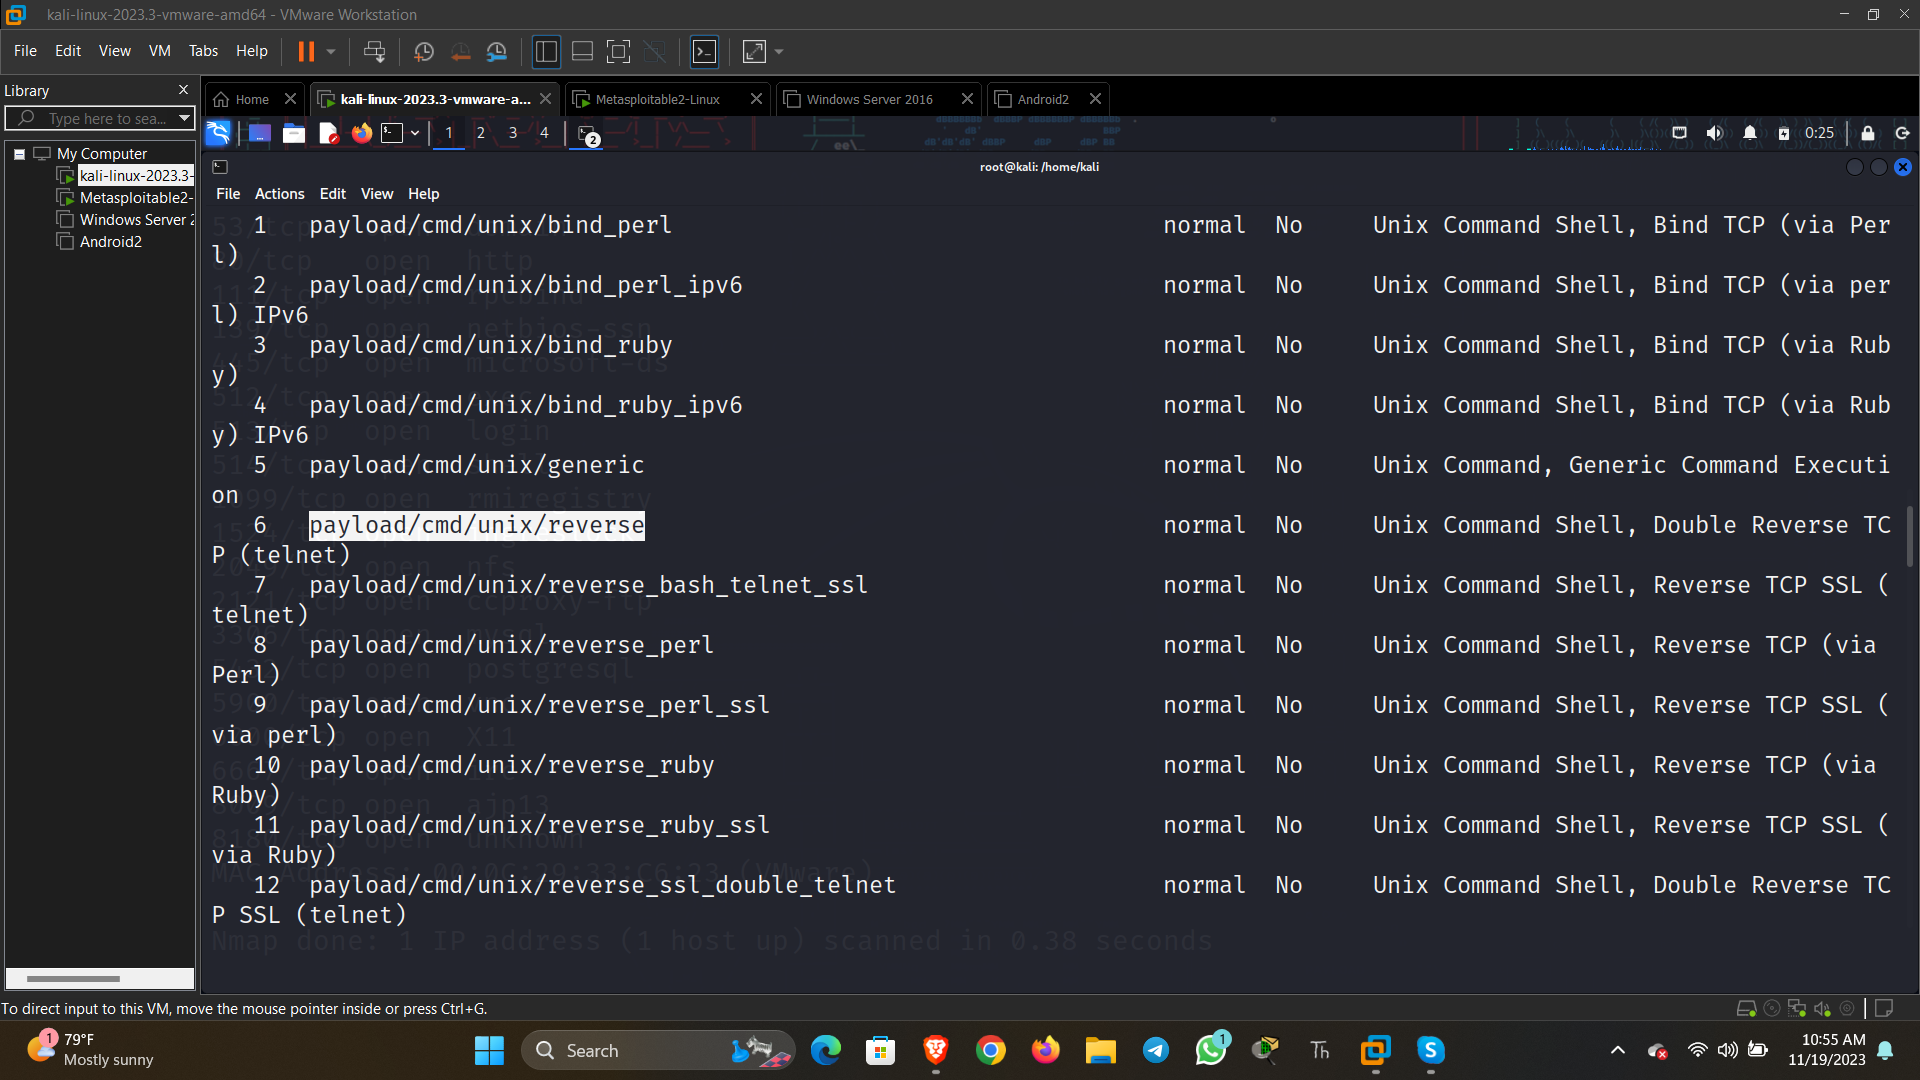 kali-linux-2023.3-vmware-amd64 - VMware Workstation
File Edit View VM Tabs Help
Library
Type here to sea...
My Computer
kali-linux-2023.3-
Metasploitable2-
Windows Server 2
Android2
Home
kali-linux-2023.3-vmware-a...
Metasploitable2-Linux
Windows Server 2016
Android2
1 2 3 4
2
0:25
root@kali: /home/kali
File Actions Edit View Help
1 payload/cmd/unix/bind_perl normal No Unix Command Shell, Bind TCP (via Per
l)
2 payload/cmd/unix/bind_perl_ipv6 normal No Unix Command Shell, Bind TCP (via per
l) IPv6
3 payload/cmd/unix/bind_ruby normal No Unix Command Shell, Bind TCP (via Rub
y)
4 payload/cmd/unix/bind_ruby_ipv6 normal No Unix Command Shell, Bind TCP (via Rub
y) IPv6
5 payload/cmd/unix/generic normal No Unix Command, Generic Command Executi
on
6 payload/cmd/unix/reverse normal No Unix Command Shell, Double Reverse TC
P (telnet)
7 payload/cmd/unix/reverse_bash_telnet_ssl normal No Unix Command Shell, Reverse TCP SSL (
telnet)
8 payload/cmd/unix/reverse_perl normal No Unix Command Shell, Reverse TCP (via
Perl)
9 payload/cmd/unix/reverse_perl_ssl normal No Unix Command Shell, Reverse TCP SSL (
via perl)
10 payload/cmd/unix/reverse_ruby normal No Unix Command Shell, Reverse TCP (via
Ruby)
11 payload/cmd/unix/reverse_ruby_ssl normal No Unix Command Shell, Reverse TCP SSL (
via Ruby)
12 payload/cmd/unix/reverse_ssl_double_telnet normal No Unix Command Shell, Double Reverse TC
P SSL (telnet)
Nmap done: 1 IP address (1 host up) scanned in 0.38 seconds
To direct input to this VM, move the mouse pointer inside or press Ctrl+G.
1
79°F
Mostly sunny
Search
1
Th
10:55 AM
11/19/2023